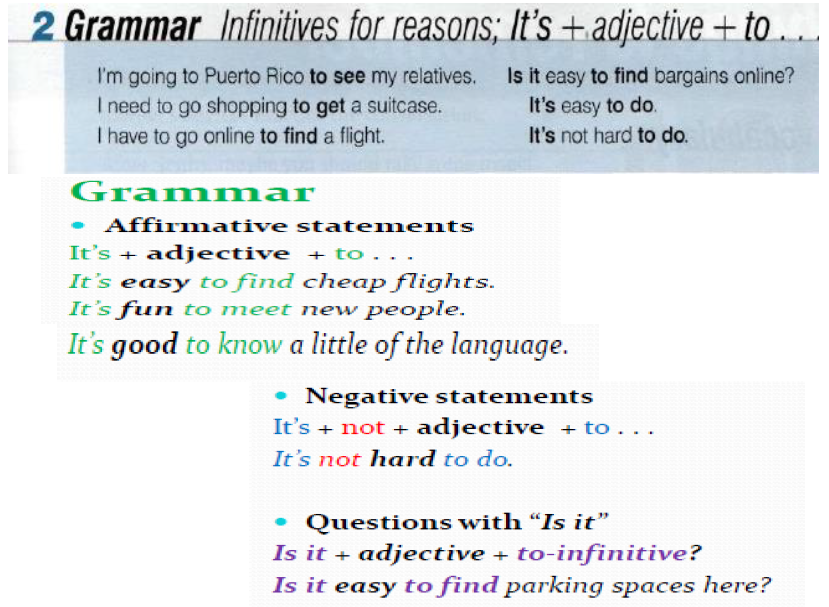 2 Grammar Infinitives for reasons; It's + adjective + to . . .
I'm going to Puerto Rico to see my relatives.
I need to go shopping to get a suitcase.
I have to go online to find a flight.
Is it easy to find bargains online?
It's easy to do.
It's not hard to do.
Grammar
• Affirmative statements
It's + adjective + to . . .
It's easy to find cheap flights.
It's fun to meet new people.
It's good to know a little of the language.
• Negative statements
It's + not + adjective + to . . .
It's not hard to do.
• Questions with “Is it”
Is it + adjective + to-infinitive?
Is it easy to find parking spaces here?